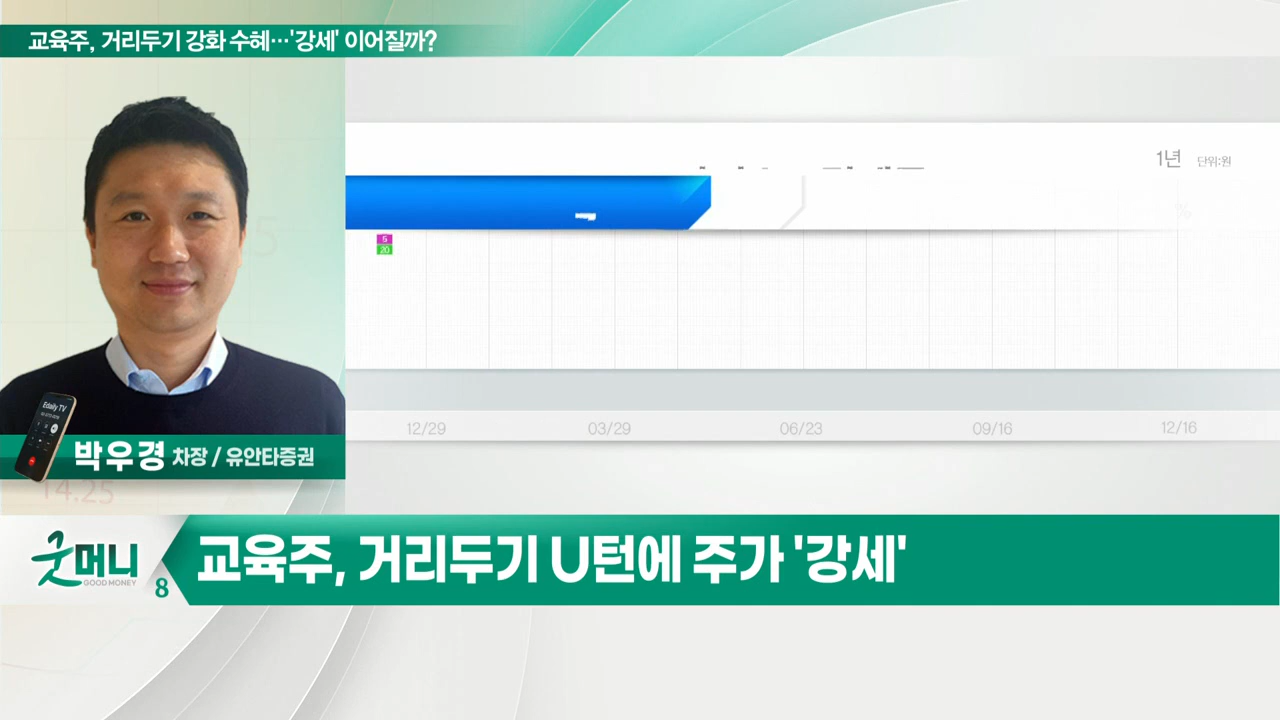 교육주, 거리두기 강화 수혜…'강세' 이어질까?
1년 단위:원
%
5
20
12/29 03/29 06/23 09/16 12/16
Edaily TV
박우경 차장 / 유안타증권
14.25
굿머니
GOOD MONEY
8
교육주, 거리두기 U턴에 주가 '강세'